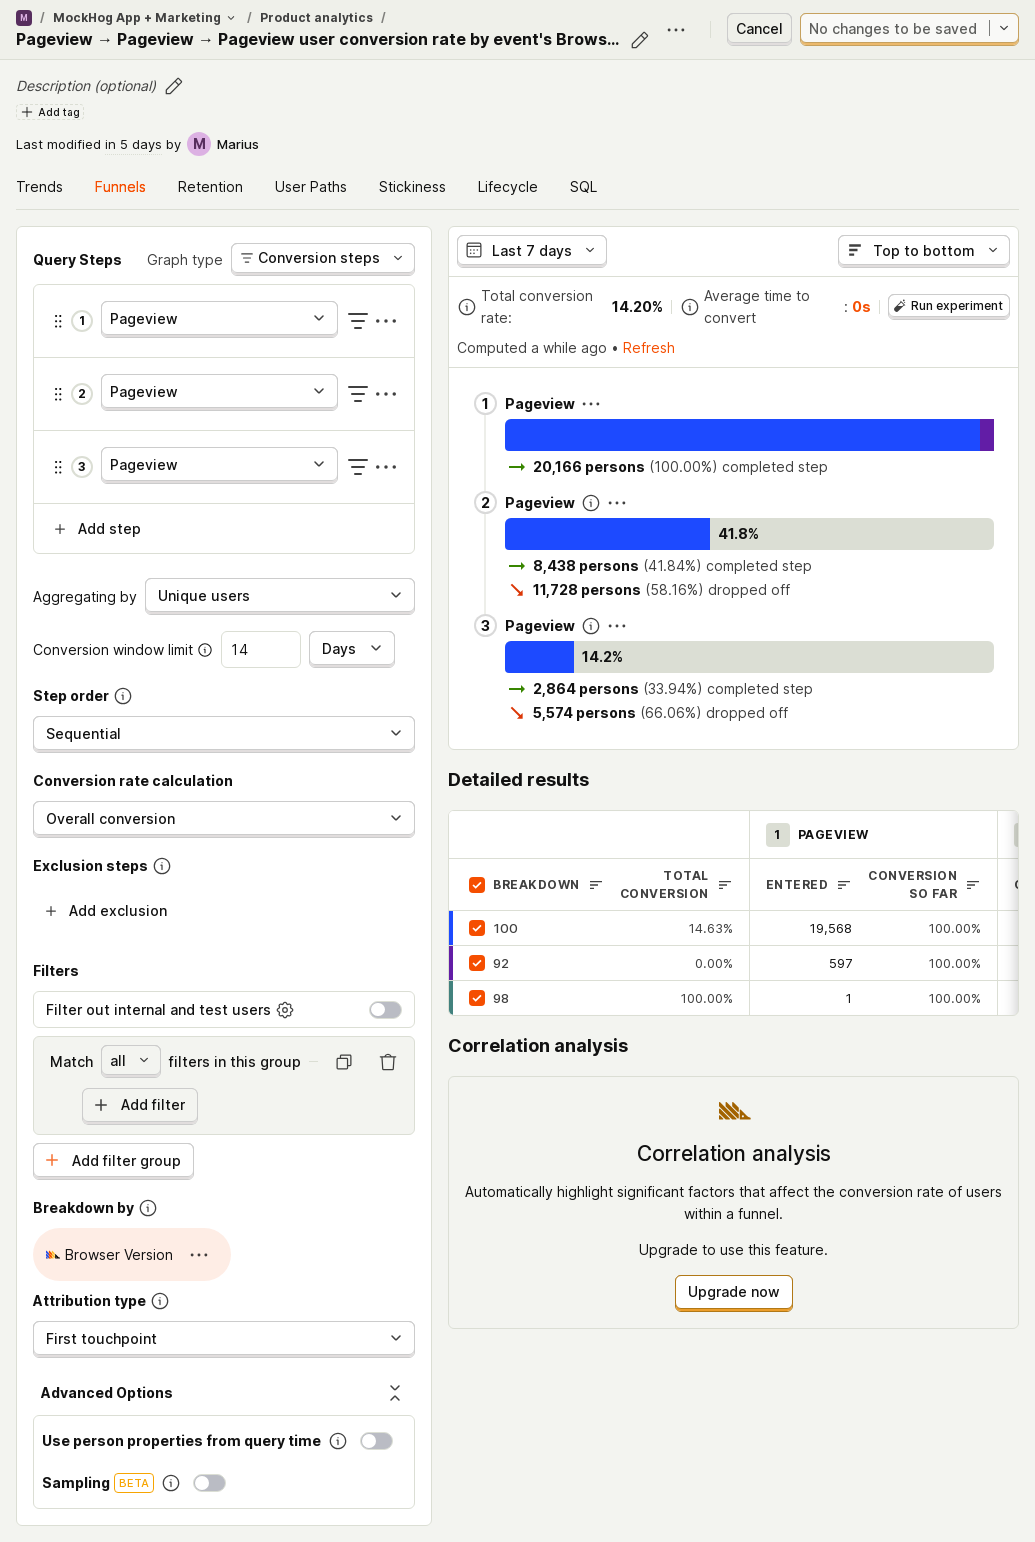 M / MockHog App + Marketing / Product analytics /
Pageview → Pageview → Pageview user conversion rate by event's Brows...
Cancel
No changes to be saved
Description (optional)
Add tag
Last modified in 5 days by M Marius
Trends Funnels Retention User Paths Stickiness Lifecycle SQL
Query Steps Graph type Conversion steps
1 Pageview
2 Pageview
3 Pageview
Add step
Aggregating by Unique users
Conversion window limit 14 Days
Step order
Sequential
Conversion rate calculation
Overall conversion
Exclusion steps
Add exclusion
Filters
Filter out internal and test users
Match all filters in this group
Add filter
Add filter group
Breakdown by
Browser Version
Attribution type
First touchpoint
Advanced Options
Use person properties from query time
Sampling BETA
Last 7 days Top to bottom
Total conversion rate: 14.20% Average time to convert : 0s Run experiment
Computed a while ago • Refresh
1 Pageview
20,166 persons (100.00%) completed step
2 Pageview
41.8%
8,438 persons (41.84%) completed step
11,728 persons (58.16%) dropped off
3 Pageview
14.2%
2,864 persons (33.94%) completed step
5,574 persons (66.06%) dropped off
Detailed results
1 PAGEVIEW
BREAKDOWN TOTAL CONVERSION ENTERED CONVERSION SO FAR
100 14.63% 19,568 100.00%
92 0.00% 597 100.00%
98 100.00% 1 100.00%
Correlation analysis
Correlation analysis
Automatically highlight significant factors that affect the conversion rate of users
within a funnel.
Upgrade to use this feature.
Upgrade now